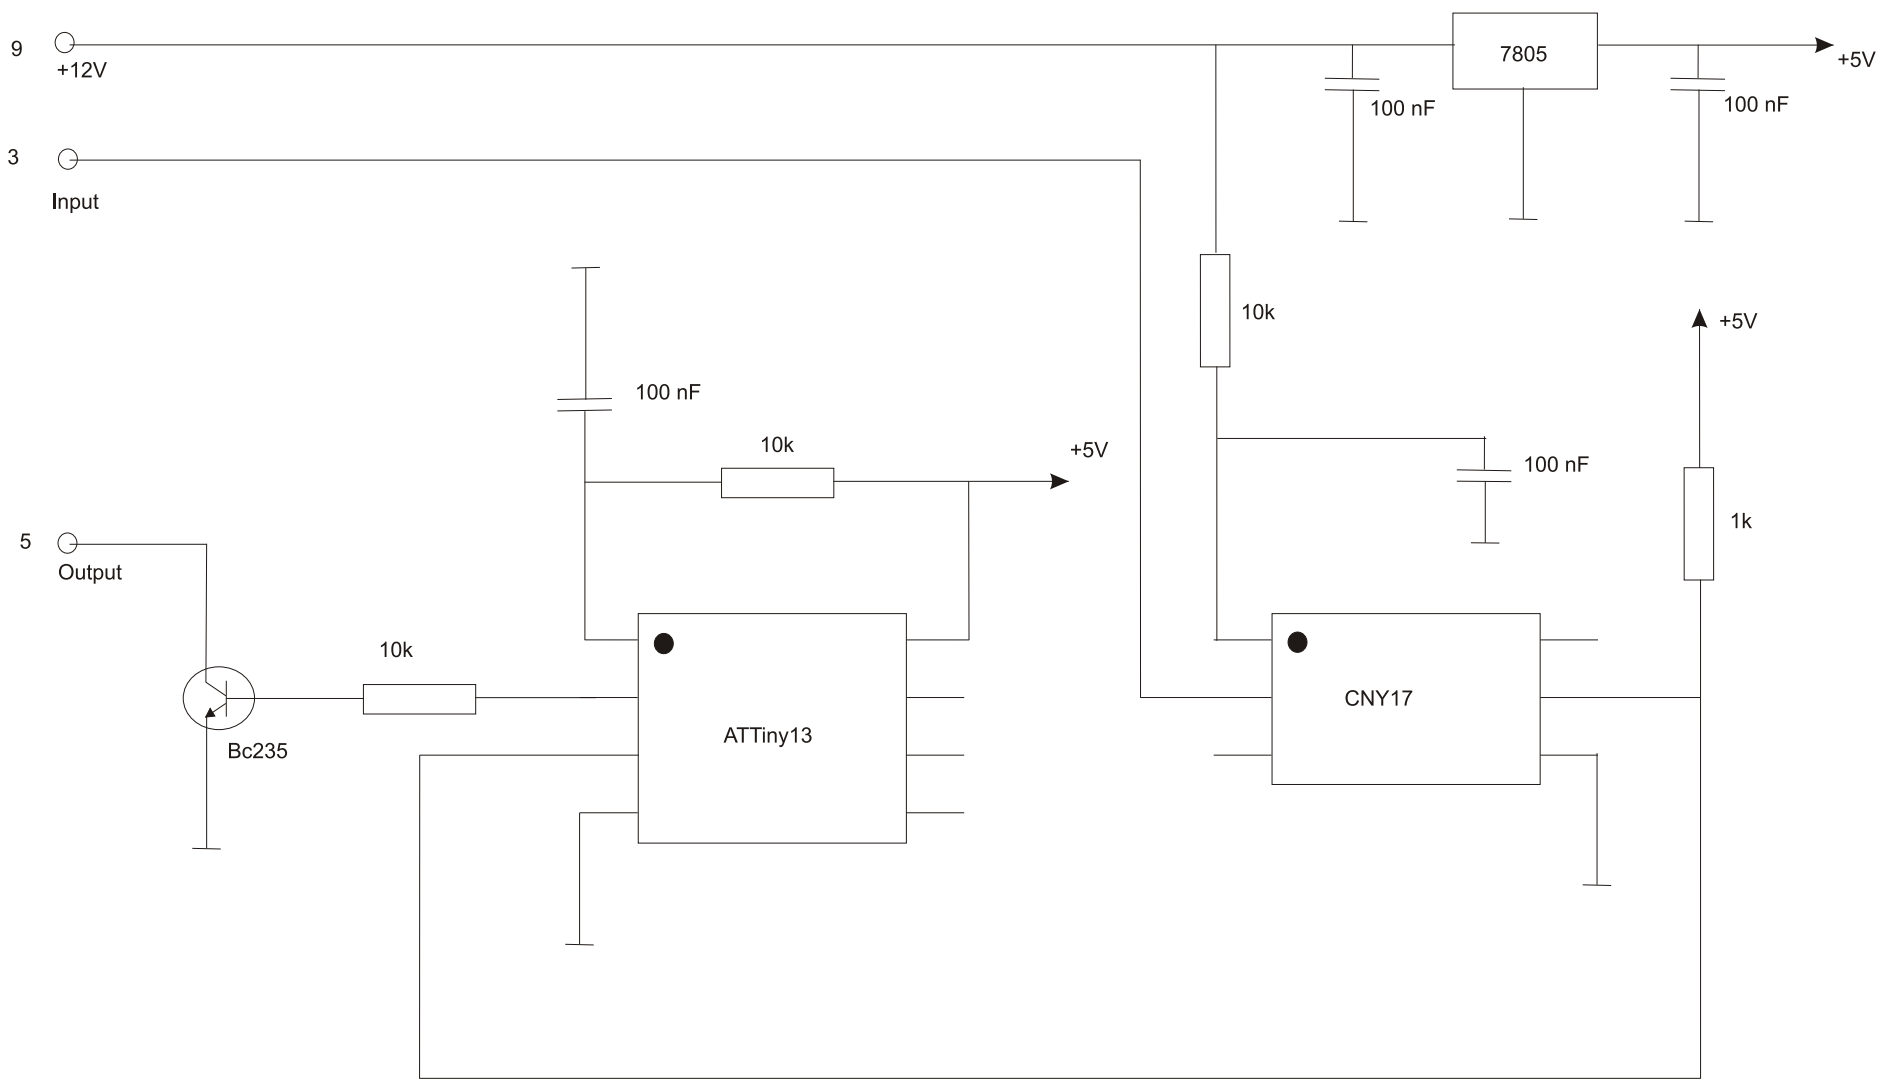 9
+12V
7805
+5V
100 nF
100 nF
3
Input
10k
+5V
100 nF
10k
+5V
100 nF
1k
5
Output
10k
CNY17
ATTiny13
Bc235